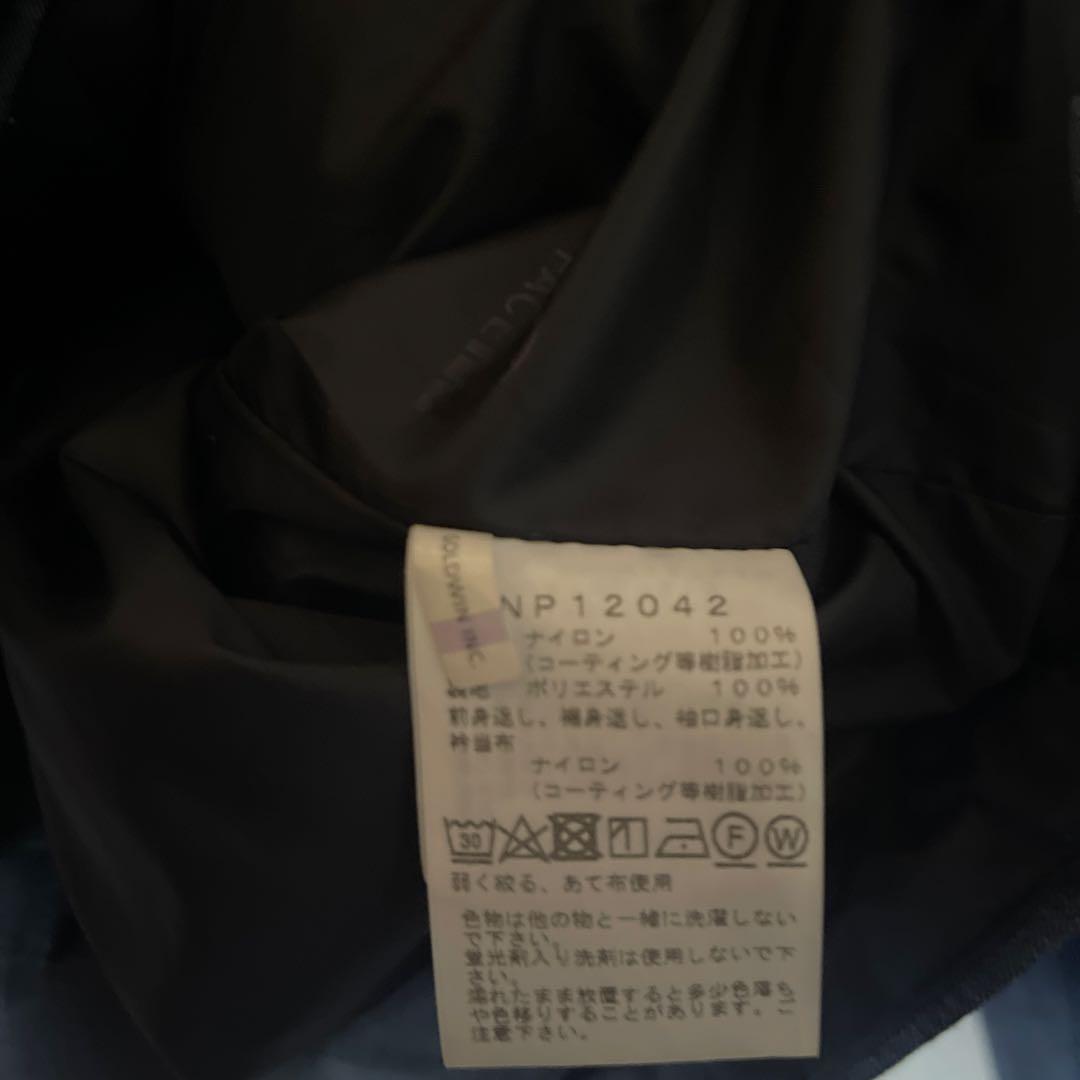 GOLDWIN INC.
NP12042
ナイロン 100%
(コーティング等樹脂加工)
ポリエステル 100%
前身返し、裾身返し、袖口身返し、
衿当布
ナイロン 100%
(コーティング等樹脂加工)
30 F W
弱く絞る、あて布使用
色物は他の物と一緒に洗濯しない
で下さい。
蛍光剤入り洗剤は使用しないで下
さい。
濡れたまま放置すると多少色落ち
や色移りすることがあります。ご
注意下さい。